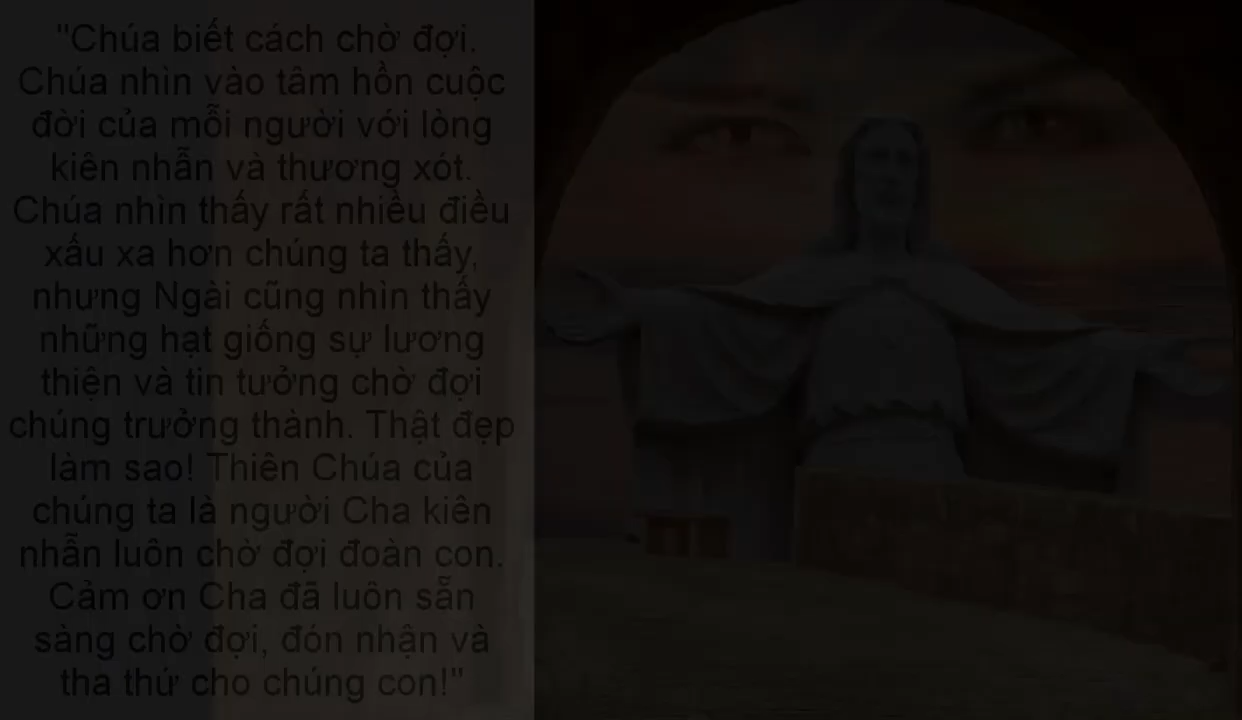 "Chúa biết cách chờ đợi.
Chúa nhìn vào tâm hồn cuộc
đời của mỗi người với lòng
kiên nhẫn và thương xót.
Chúa nhìn thấy rất nhiều điều
xấu xa hơn chúng ta thấy,
nhưng Ngài cũng nhìn thấy
những hạt giống sự lương
thiện và tin tưởng chờ đợi
chúng trưởng thành. Thật đẹp
làm sao! Thiên Chúa của
chúng ta là người Cha kiên
nhẫn luôn chờ đợi đoàn con.
Cảm ơn Cha đã luôn sẵn
sàng chờ đợi, đón nhận và
tha thứ cho chúng con!"